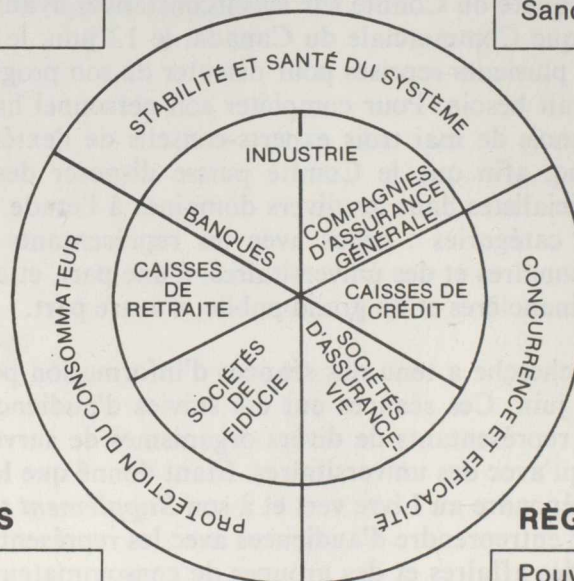 Sanc
STABILITÉ ET SANTÉ DU SYSTÈME
INDUSTRIE
BANQUES
COMPAGNIES
D'ASSURANCE
GÉNÉRALE
CAISSES
DE
RETRAITE
CAISSES DE
CRÉDIT
SOCIÉTÉS
DE
FIDUCIE
SOCIÉTÉS
D'ASSURANCE-
VIE
PROTECTION DU CONSOMMATEUR
CONCURRENCE ET EFFICACITÉ
S
RÈG
Pouv